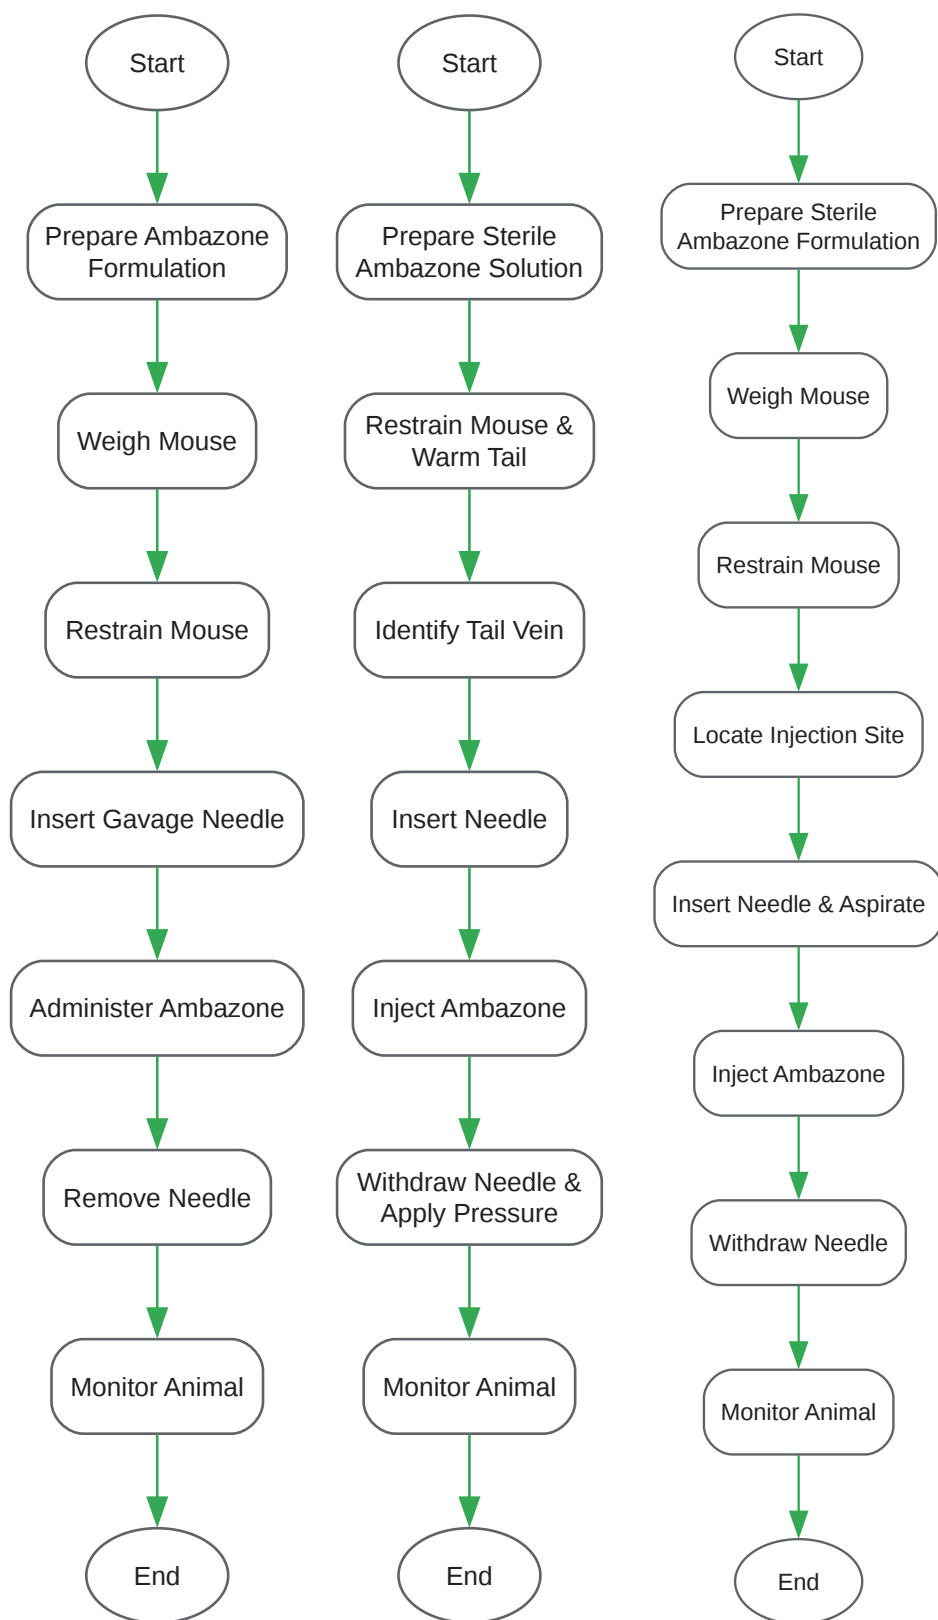 Start
Prepare Ambazone
Formulation
Weigh Mouse
Restrain Mouse
Insert Gavage Needle
Administer Ambazone
Remove Needle
Monitor Animal
End
Start
Prepare Sterile
Ambazone Solution
Restrain Mouse &
Warm Tail
Identify Tail Vein
Insert Needle
Inject Ambazone
Withdraw Needle &
Apply Pressure
Monitor Animal
End
Start
Prepare Sterile
Ambazone Formulation
Weigh Mouse
Restrain Mouse
Locate Injection Site
Insert Needle & Aspirate
Inject Ambazone
Withdraw Needle
Monitor Animal
End